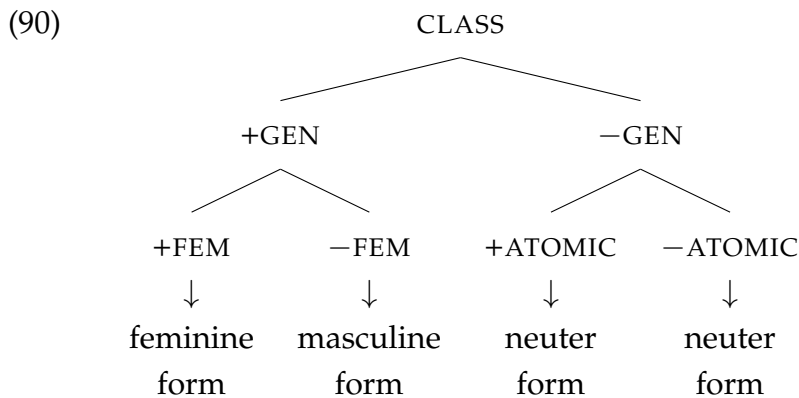 (90) CLASS
+GEN −GEN
+FEM −FEM +ATOMIC −ATOMIC
↓ ↓ ↓ ↓
feminine masculine neuter neuter
form form form form